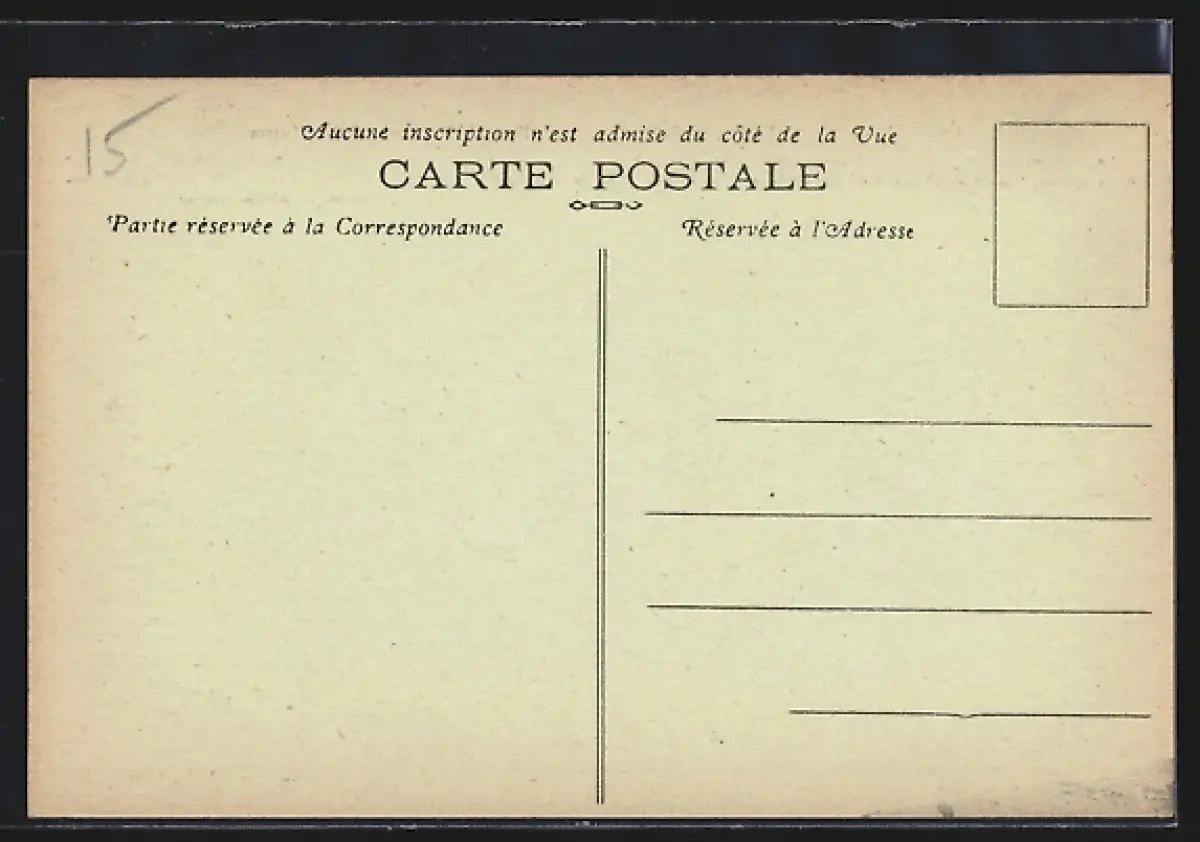 15
Aucune inscription n'est admise du côté de la Vue
CARTE POSTALE
Partie réservée à la Correspondance
Réservée à l'Adresse